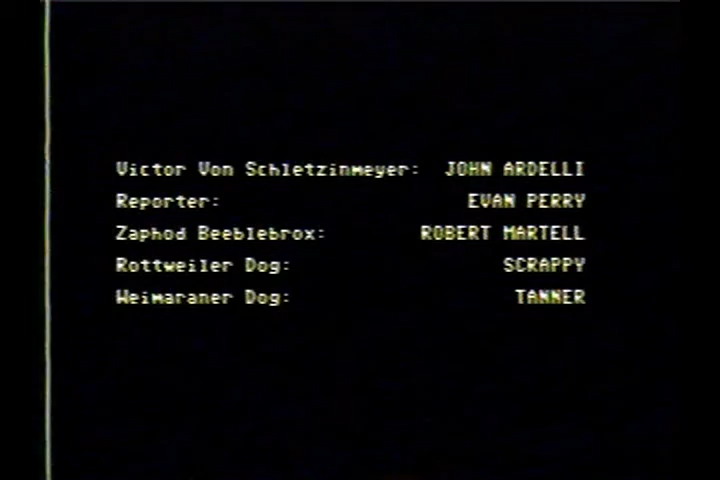 Victor Von Schletzinmeyer: JOHN ARDELLI
Reporter: EVAN PERRY
Zaphod Beeblebrox: ROBERT MARTELL
Rottweiler Dog: SCRAPPY
Weimaraner Dog: TANNER